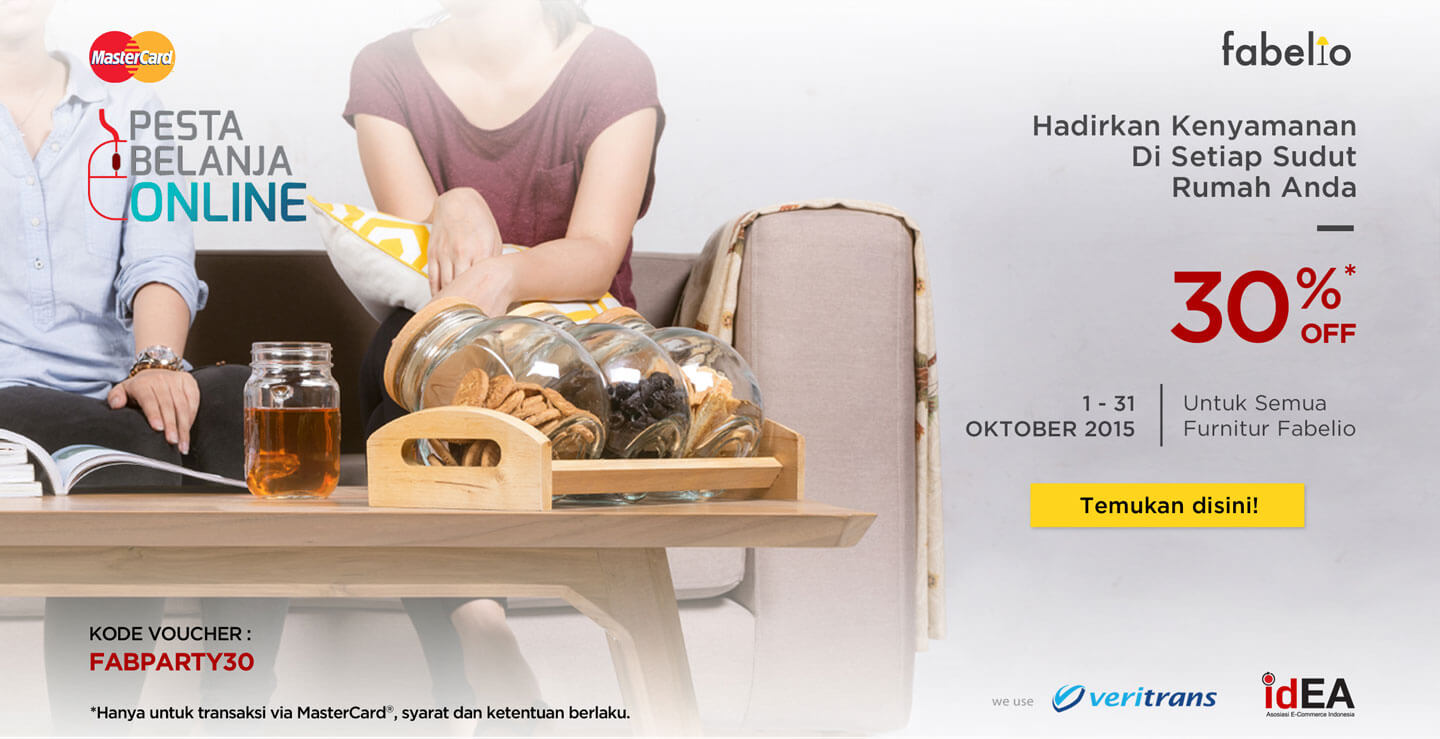 MasterCard
PESTA
BELANJA
ONLINE
fabelio
Hadirkan Kenyamanan
Di Setiap Sudut
Rumah Anda
30%*
OFF
1 - 31
OKTOBER 2015
Untuk Semua
Furnitur Fabelio
Temukan disini!
KODE VOUCHER :
FABPARTY30
*Hanya untuk transaksi via MasterCard®, syarat dan ketentuan berlaku.
we use
veritrans
idEA
Asosiasi E-Commerce Indonesia